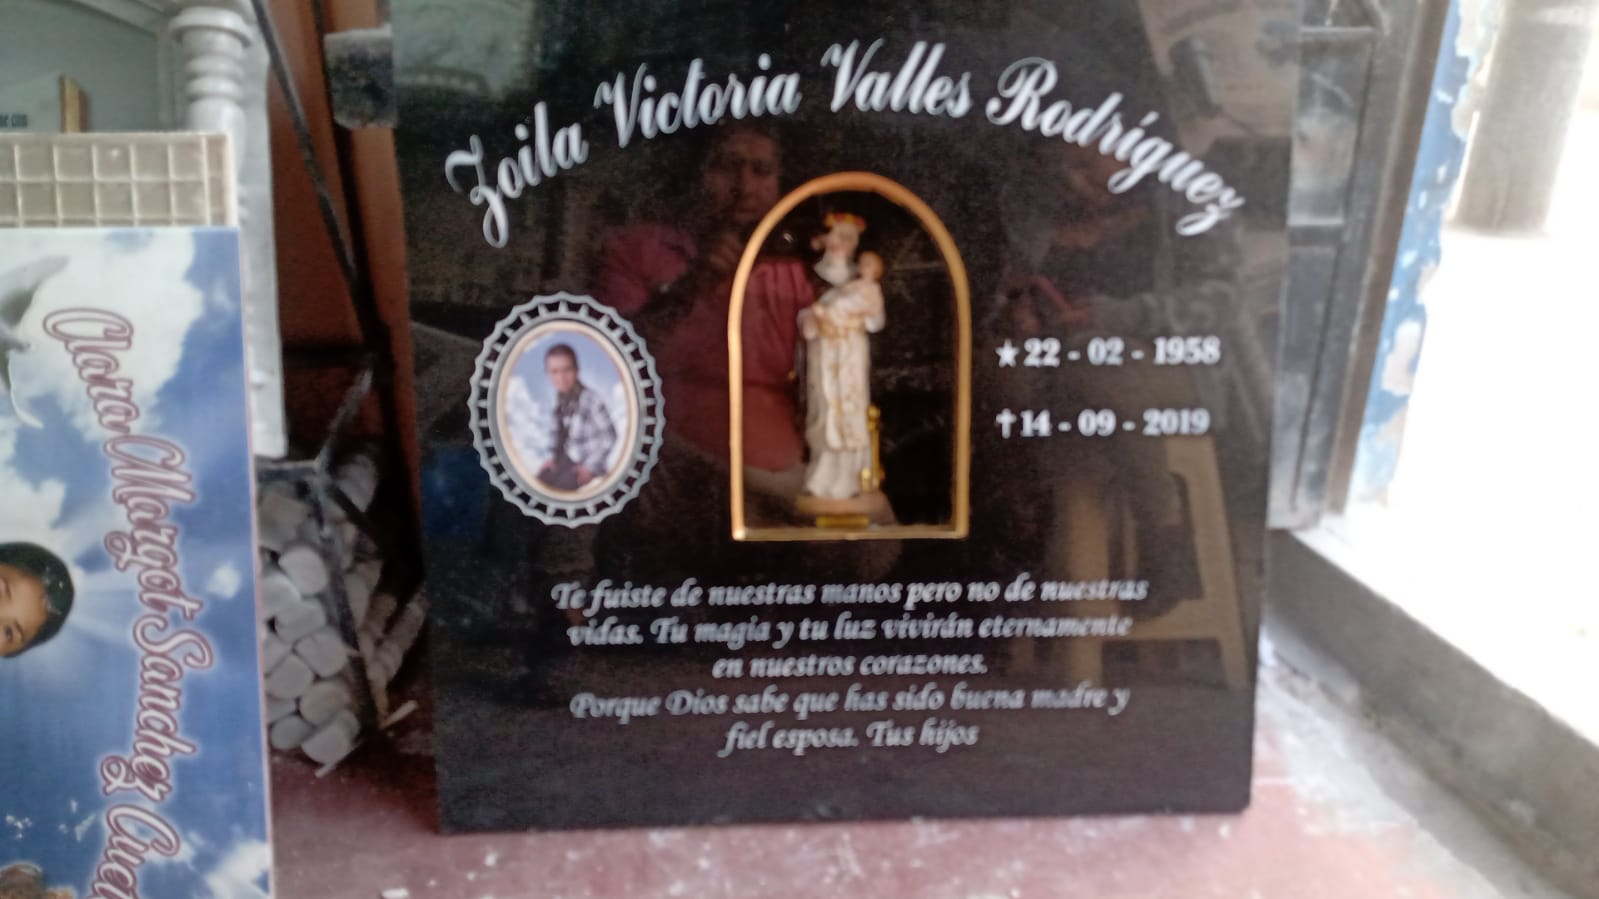 Zoila Victoria Valles Rodríguez
★ 22 - 02 - 1958
✝ 14 - 09 - 2019
Te fuiste de nuestras manos pero no de nuestras
vidas. Tu magia y tu luz vivirán eternamente
en nuestros corazones.
Porque Dios sabe que has sido buena madre y
fiel esposa. Tus hijos
Margot Sanchez